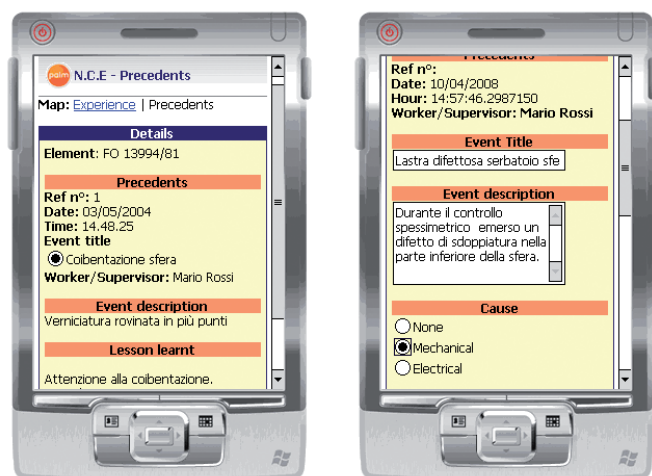 palm N.C.E - Precedents
Map: Experience | Precedents
Details
Element: FO 13994/81
Precedents
Ref n°: 1
Date: 03/05/2004
Time: 14.48.25
Event title
Coibentazione sfera
Worker/Supervisor: Mario Rossi
Event description
Verniciatura rovinata in più punti
Lesson learnt
Attenzione alla coibentazione.
Precedents
Ref n°:
Date: 10/04/2008
Hour: 14:57:46.2987150
Worker/Supervisor: Mario Rossi
Event Title
Lastra difettosa serbatoio sfe
Event description
Durante il controllo
spessimetrico emerso un
difetto di sdoppiatura nella
parte inferiore della sfera.
Cause
None
Mechanical
Electrical